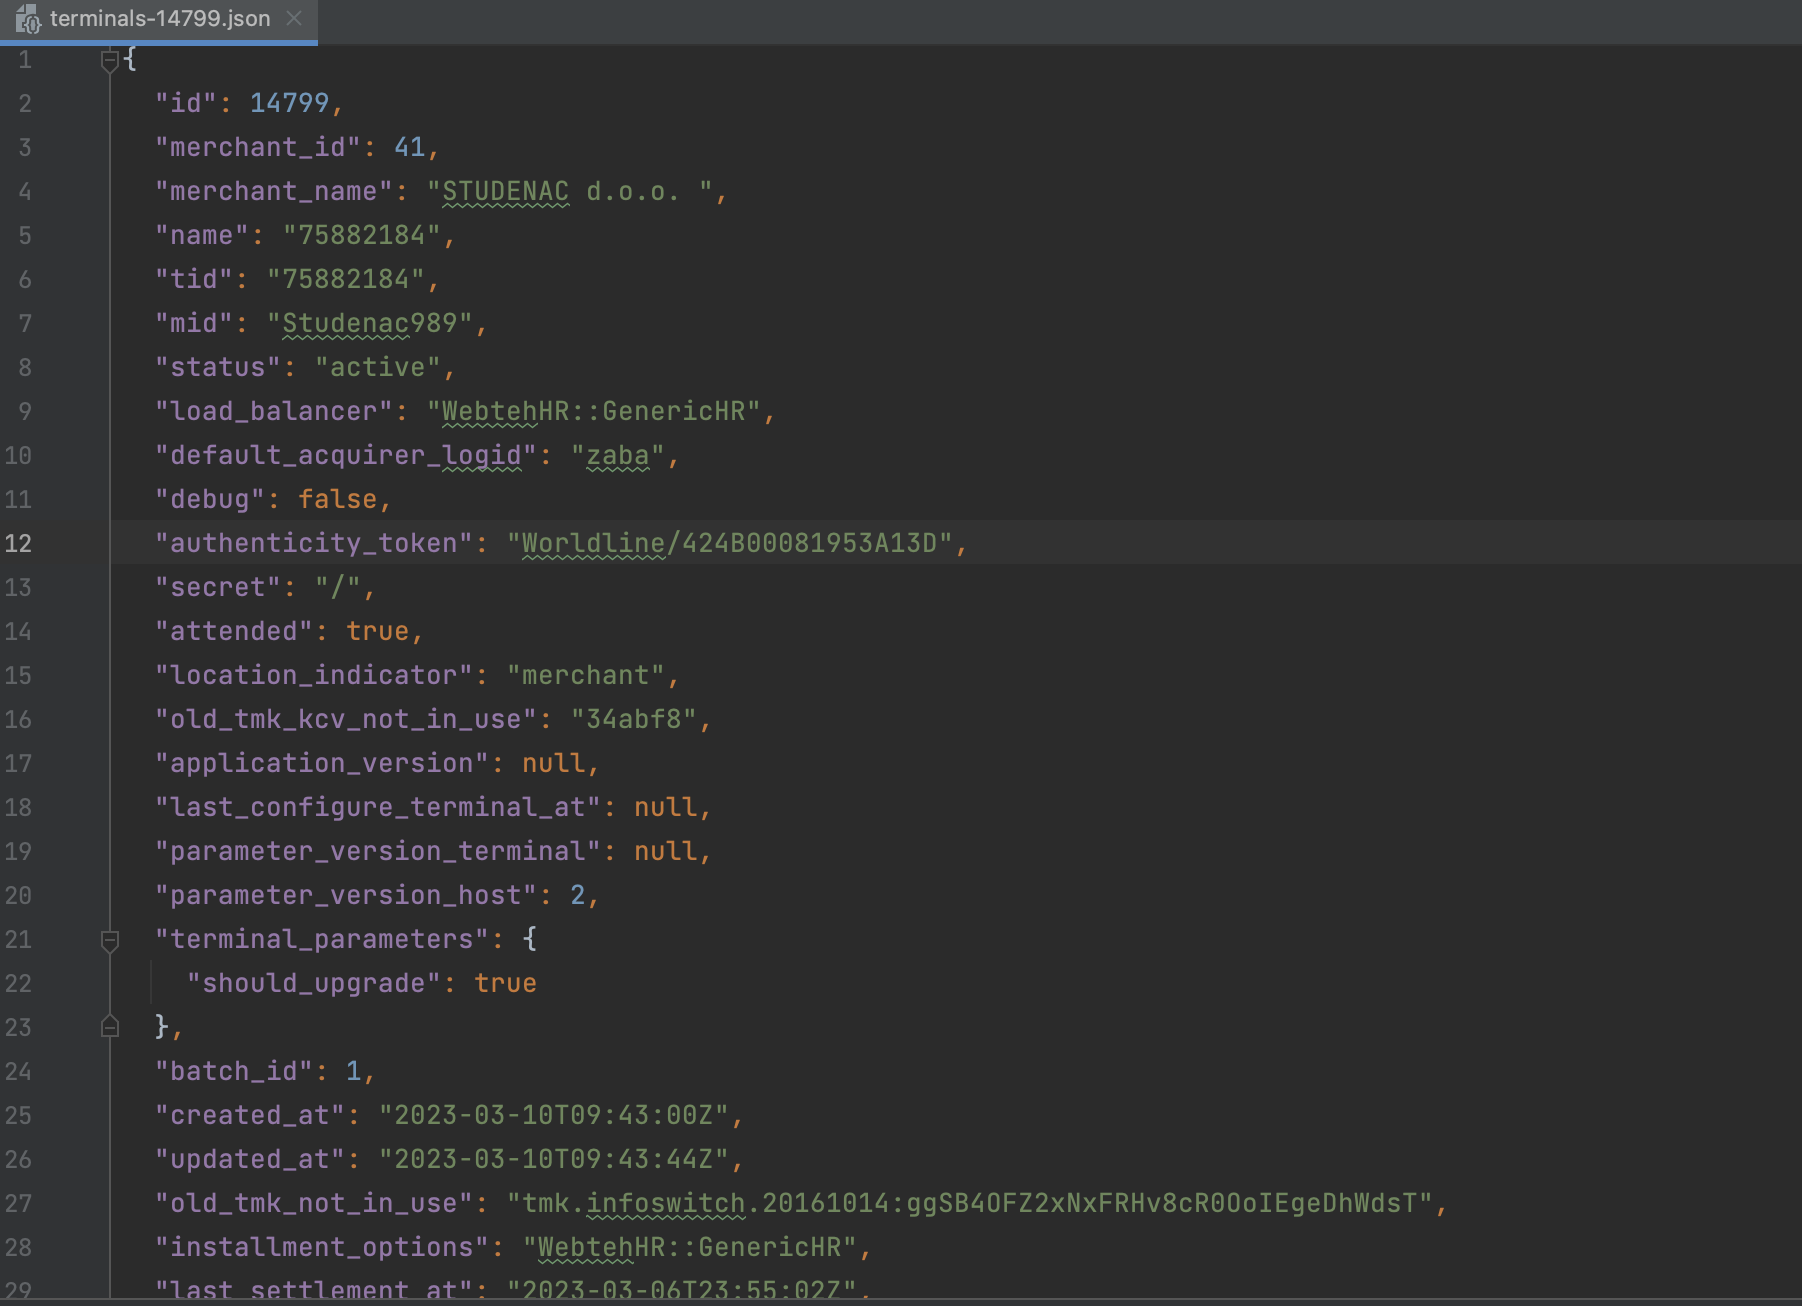 terminals-14799.json
1 {
2 "id": 14799,
3 "merchant_id": 41,
4 "merchant_name": "STUDENAC d.o.o. ",
5 "name": "75882184",
6 "tid": "75882184",
7 "mid": "Studenac989",
8 "status": "active",
9 "load_balancer": "WebtehHR::GenericHR",
10 "default_acquirer_logid": "zaba",
11 "debug": false,
12 "authenticity_token": "Worldline/424B00081953A13D",
13 "secret": "/",
14 "attended": true,
15 "location_indicator": "merchant",
16 "old_tmk_kcv_not_in_use": "34abf8",
17 "application_version": null,
18 "last_configure_terminal_at": null,
19 "parameter_version_terminal": null,
20 "parameter_version_host": 2,
21 "terminal_parameters": {
22 "should_upgrade": true
23 },
24 "batch_id": 1,
25 "created_at": "2023-03-10T09:43:00Z",
26 "updated_at": "2023-03-10T09:43:44Z",
27 "old_tmk_not_in_use": "tmk.infoswitch.20161014:ggSB4OFZ2xNxFRHv8cR0OoIEgeDhWdsT",
28 "installment_options": "WebtehHR::GenericHR",
29 "last_settlement_at": "2023-03-06T23:55:02Z",